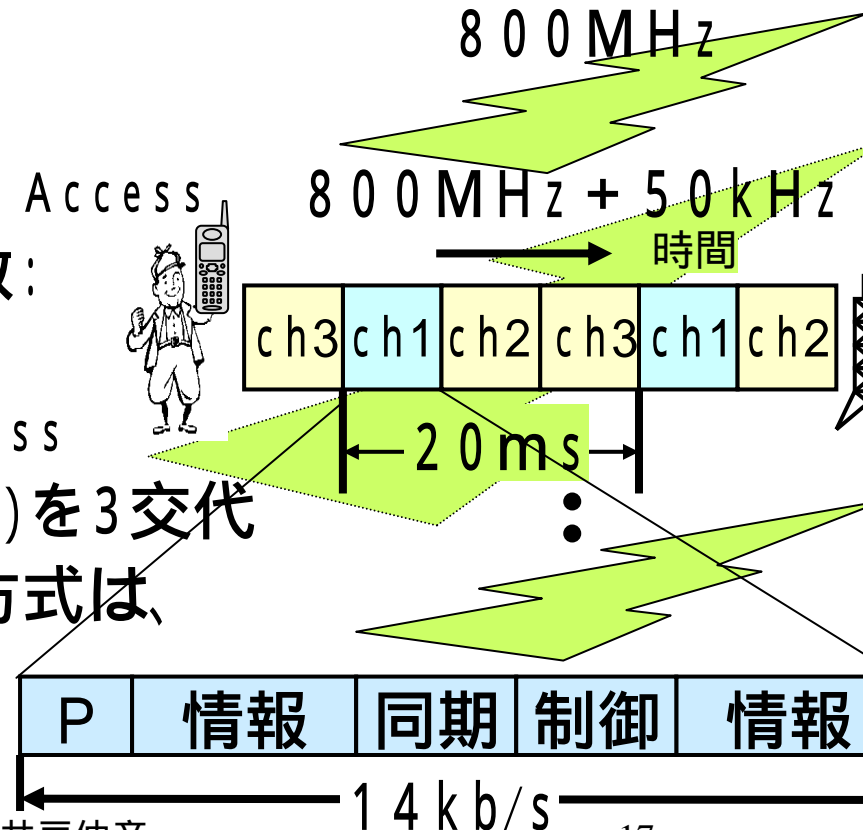 800MHz
Access
800MHz+50kHz
:
時間
ch3 ch1 ch2 ch3 ch1 ch2
ss
20ms
)を3交代
方式は、
P 情報 同期 制御 情報
14kb/s
17